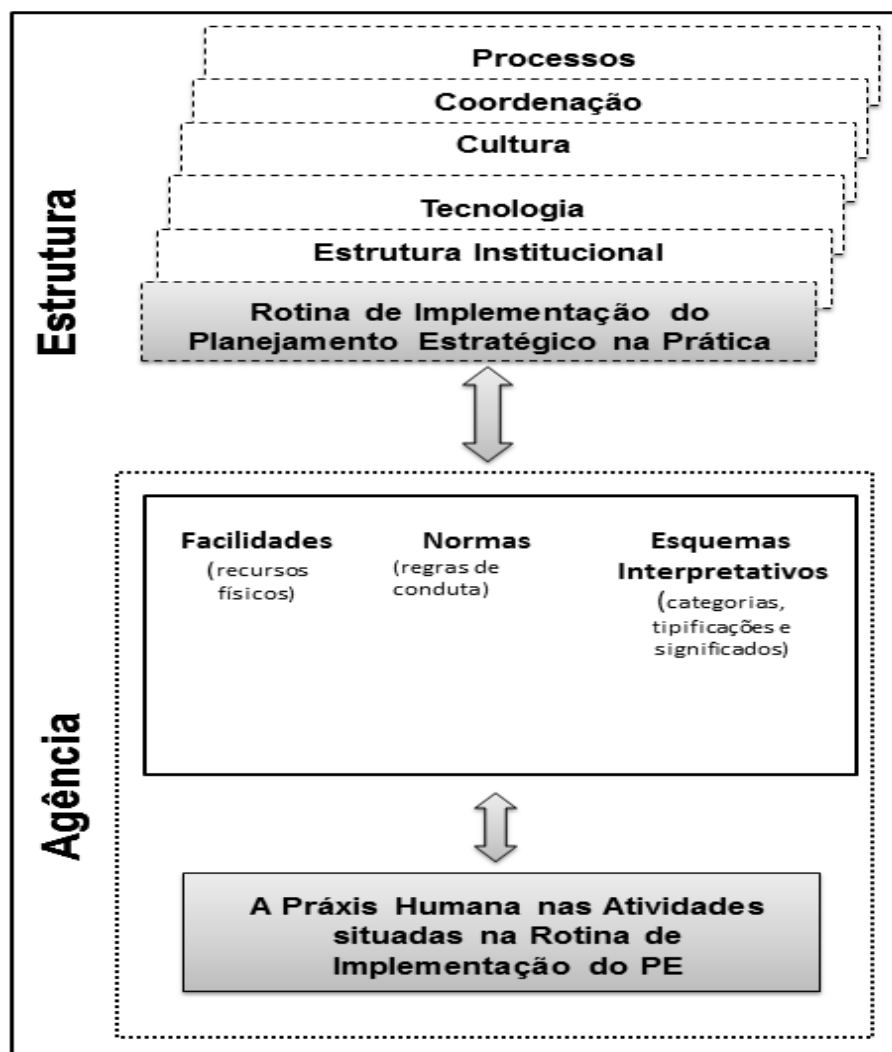 Estrutura
Processos
Coordenação
Cultura
Tecnologia
Estrutura Institucional
Rotina de Implementação do
Planejamento Estratégico na Prática
Agência
Facilidades
(recursos
físicos)
Normas
(regras de
conduta)
Esquemas
Interpretativos
(categorias,
tipificações e
significados)
A Práxis Humana nas Atividades
situadas na Rotina de
Implementação do PE